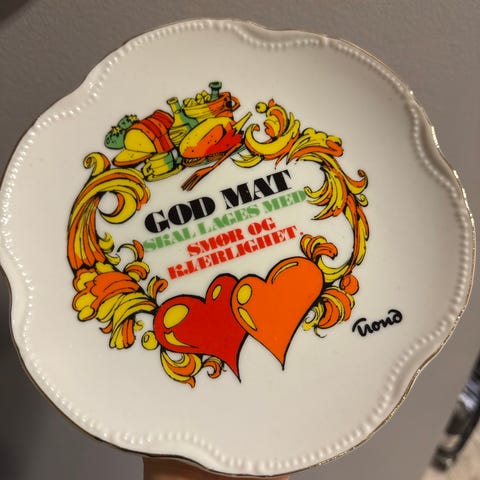 GOD MAT
SKAL LAGES MED
SMØR OG
KJÆRLIGHET.
Trond